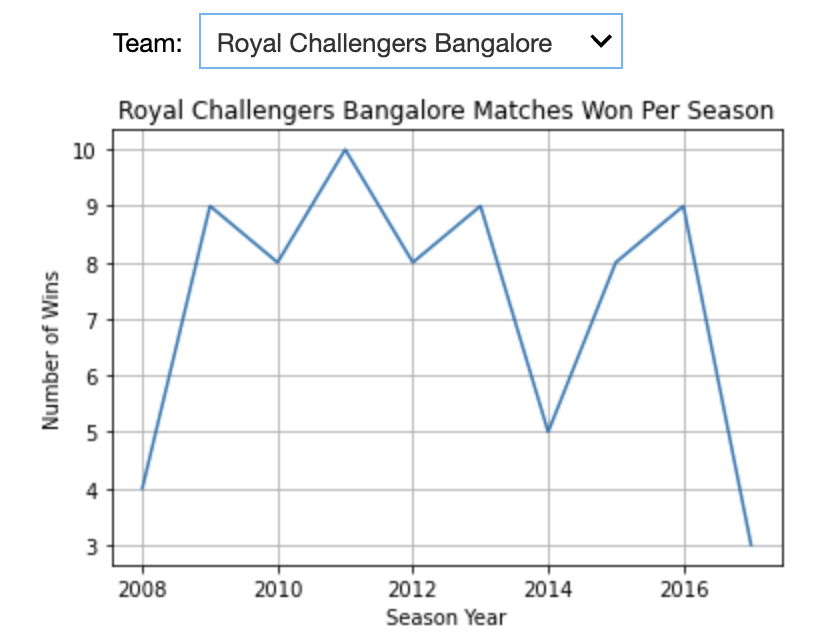 Team: Royal Challengers Bangalore
Royal Challengers Bangalore Matches Won Per Season
10
9
8
7
6
5
4
3
Number of Wins
2008 2010 2012 2014 2016
Season Year